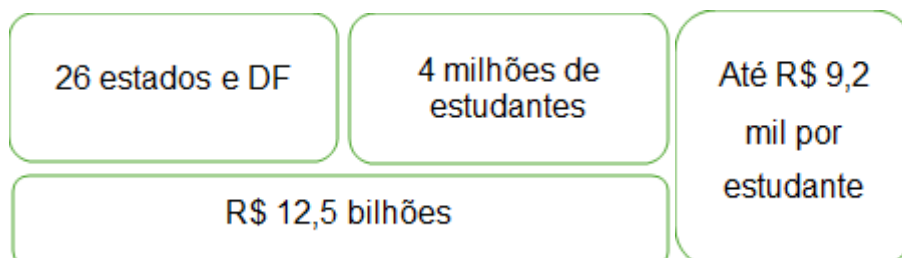 26 estados e DF
4 milhões de
estudantes
Até R$ 9,2
mil por
estudante
R$ 12,5 bilhões